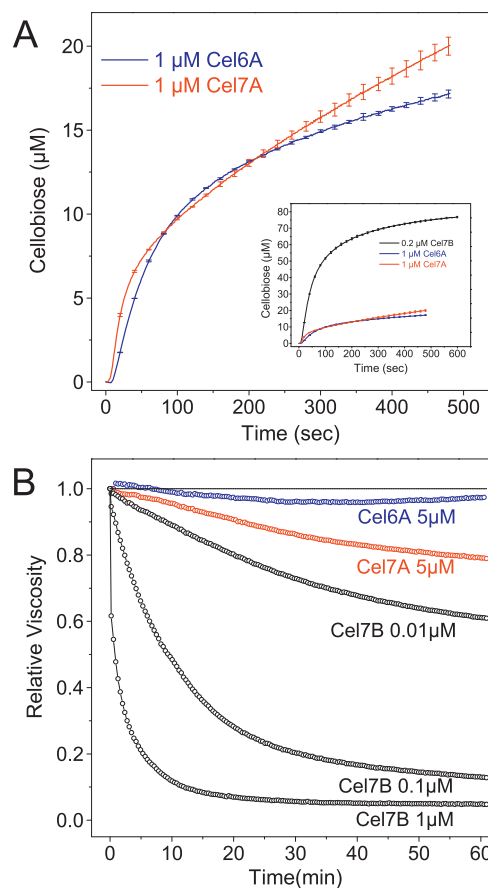 A
1 µM Cel6A
1 µM Cel7A
Cellobiose (µM)
20
15
10
5
0
0 100 200 300 400 500
Time (sec)
Cellobiose (µM)
80
70
60
50
40
30
20
10
0
0.2 µM Cel7B
1 µM Cel6A
1 µM Cel7A
0 100 200 300 400 500 600
Time (sec)
B
Relative Viscosity
1.0
0.8
0.6
0.4
0.2
0.0
Cel6A 5µM
Cel7A 5µM
Cel7B 0.01µM
Cel7B 0.1µM
Cel7B 1µM
0 10 20 30 40 50 60
Time(min)